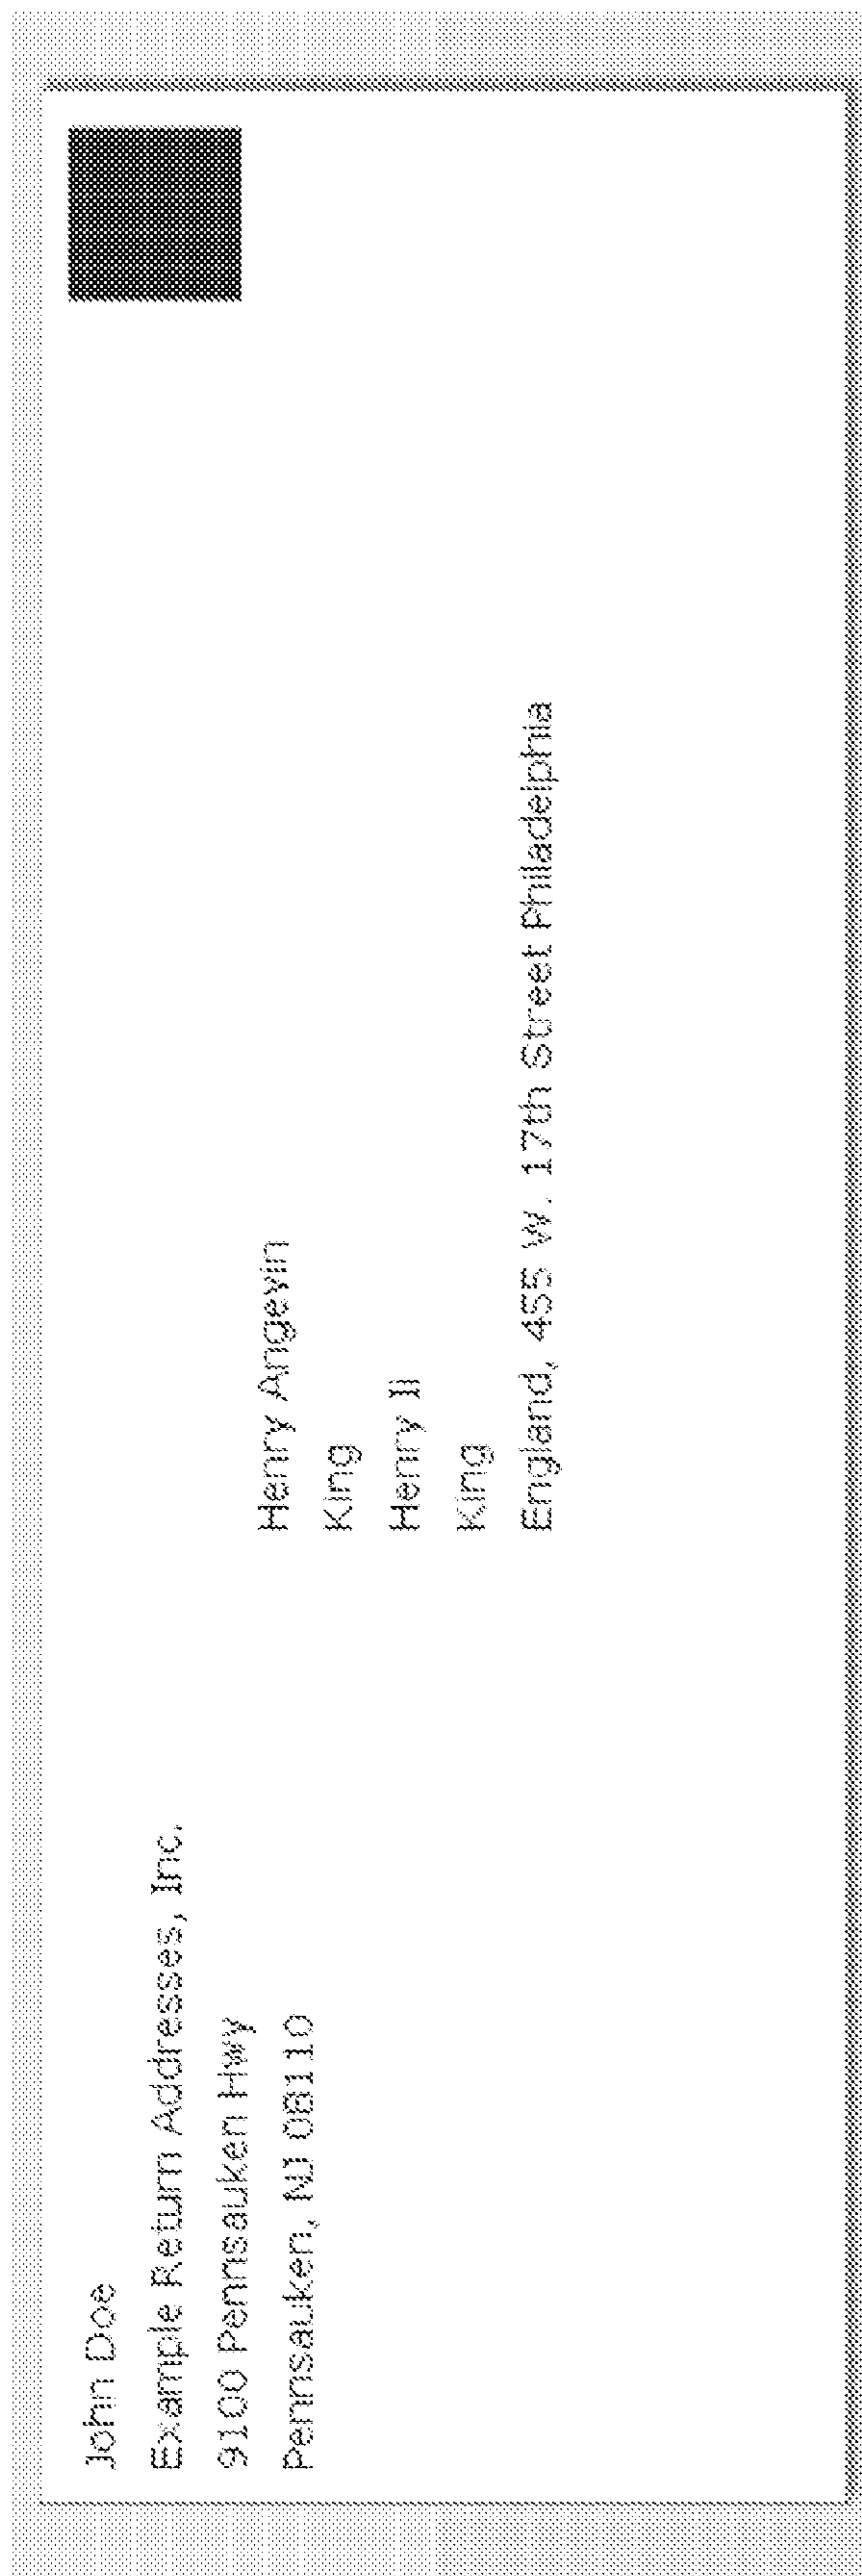 John Doe
Example Return Addresses, Inc.
9100 Pennsauken Hwy
Pennsauken, NJ 08110
Henry Angevin
King
Henry II
King
England, 455 W. 17th Street Philadelphia